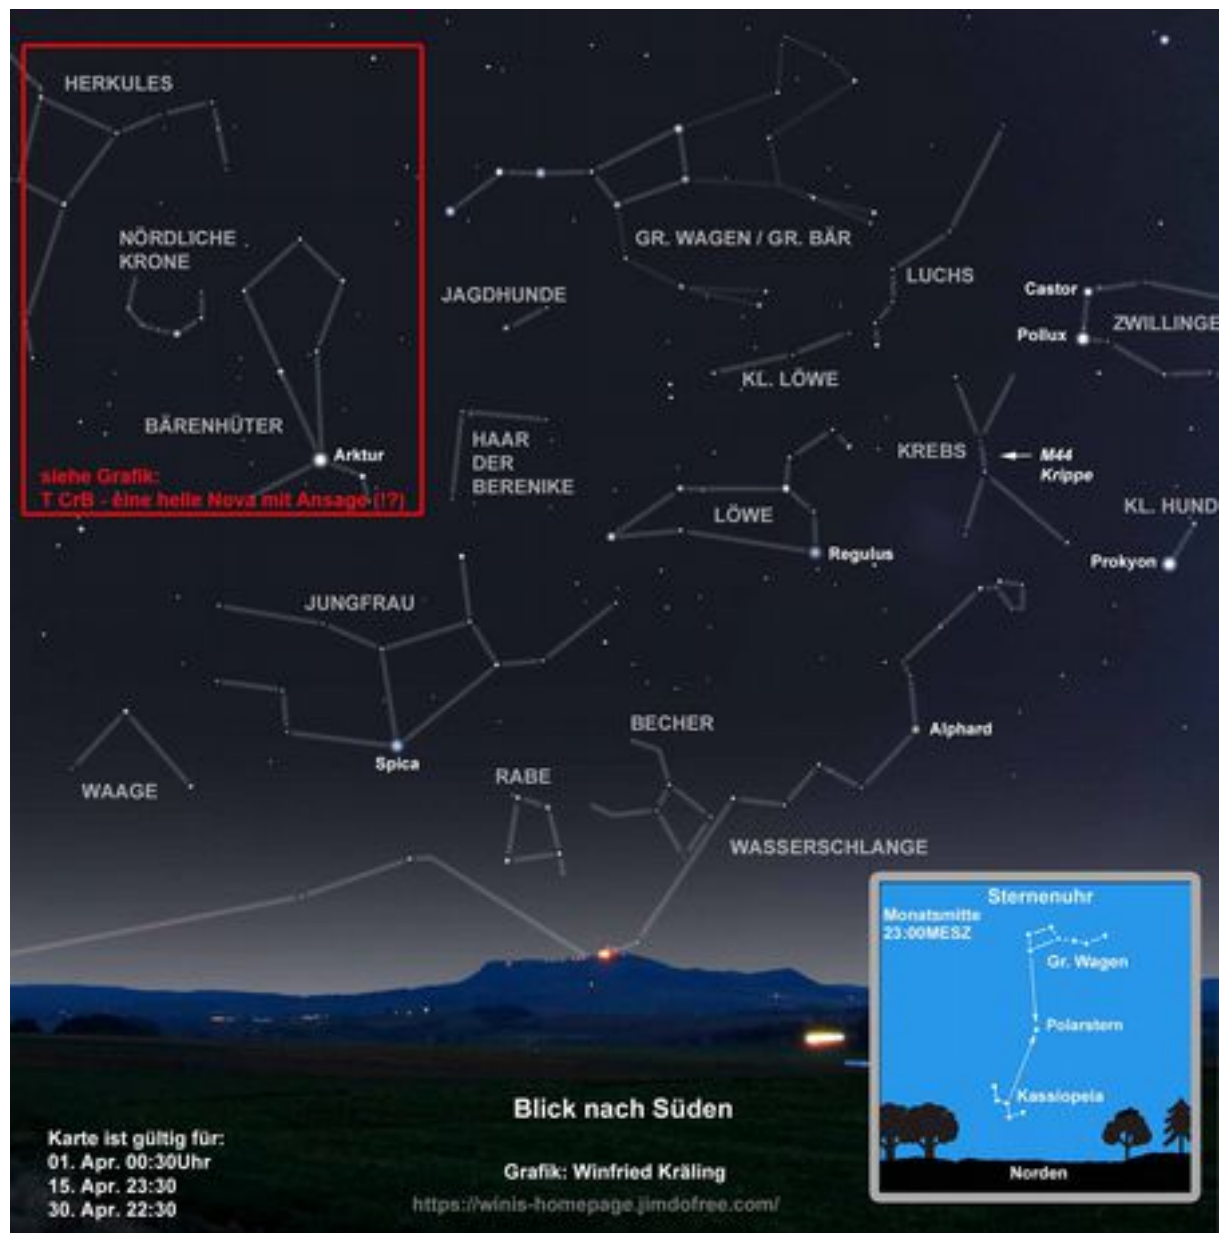 HERKULES
NÖRDLICHE
KRONE
GR. WAGEN / GR. BÄR
JAGDHUNDE
LUCHS
Castor
Pollux
ZWILLINGE
KL. LÖWE
BÄRENHÜTER
Arktur
siehe Grafik:
T CrB - eine helle Nova mit Ansage (!?)
HAAR
DER
BERENIKE
KREBS
M44
Krippe
LÖWE
Regulus
KL. HUND
Prokyon
JUNGFRAU
Spica
BECHER
Alphard
WAAGE
RABE
WASSERSCHLANGE
Sternenuhr
Monatsmitte
23:00MESZ
Gr. Wagen
Polarstern
Kassiopeia
Norden
Blick nach Süden
Karte ist gültig für:
01. Apr. 00:30Uhr
15. Apr. 23:30
30. Apr. 22:30
Grafik: Winfried Kräling
https://winis-homepage.jimdofree.com/